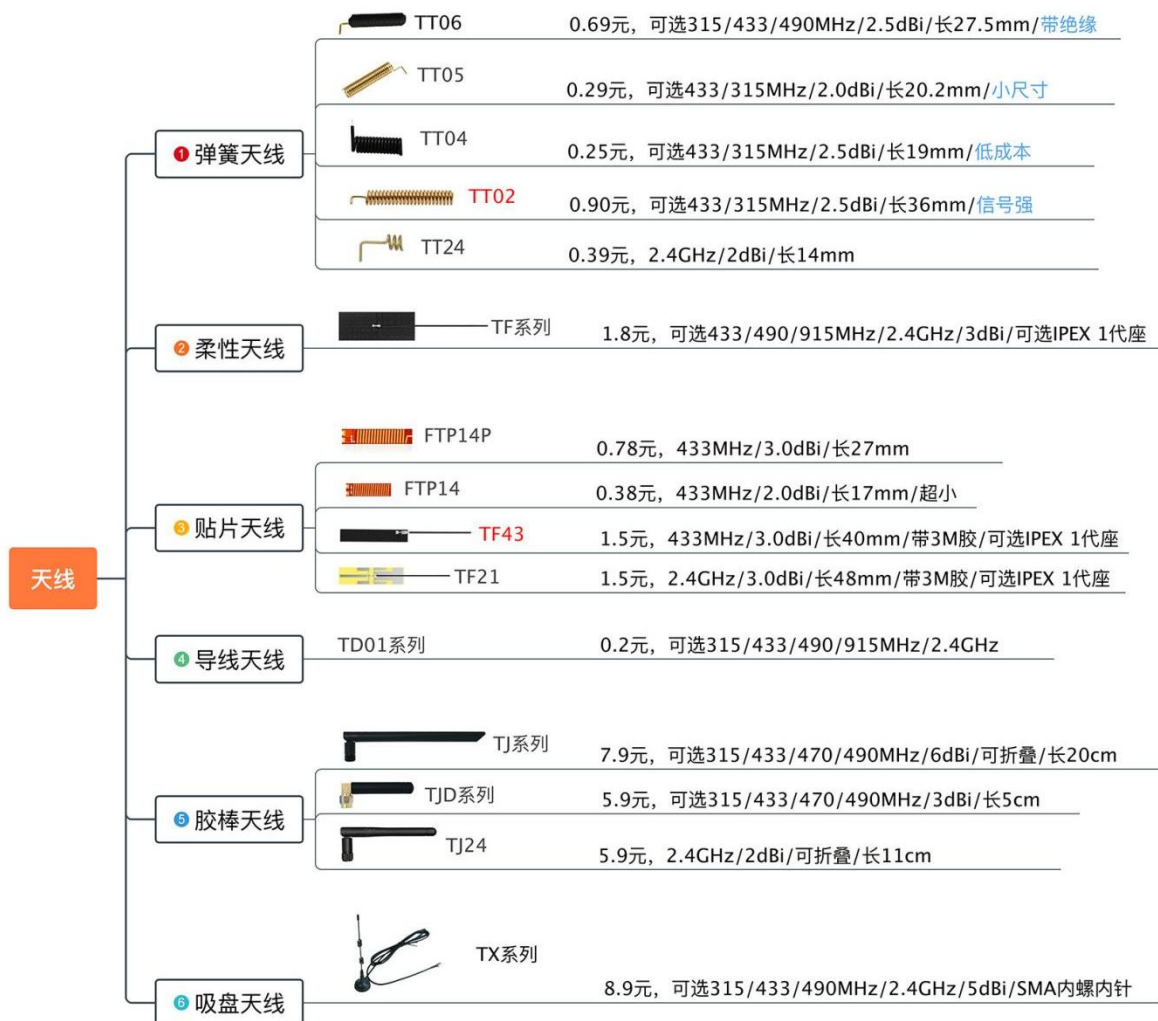 天线
1 弹簧天线
TT06 0.69元，可选315/433/490MHz/2.5dBi/长27.5mm/带绝缘
TT05 0.29元，可选433/315MHz/2.0dBi/长20.2mm/小尺寸
TT04 0.25元，可选433/315MHz/2.5dBi/长19mm/低成本
TT02 0.90元，可选433/315MHz/2.5dBi/长36mm/信号强
TT24 0.39元，2.4GHz/2dBi/长14mm
2 柔性天线
TF系列 1.8元，可选433/490/915MHz/2.4GHz/3dBi/可选IPEX 1代座
3 贴片天线
FTP14P 0.78元，433MHz/3.0dBi/长27mm
FTP14 0.38元，433MHz/2.0dBi/长17mm/超小
TF43 1.5元，433MHz/3.0dBi/长40mm/带3M胶/可选IPEX 1代座
TF21 1.5元，2.4GHz/3.0dBi/长48mm/带3M胶/可选IPEX 1代座
4 导线天线
TD01系列 0.2元，可选315/433/490/915MHz/2.4GHz
5 胶棒天线
TJ系列 7.9元，可选315/433/470/490MHz/6dBi/可折叠/长20cm
TJD系列 5.9元，可选315/433/470/490MHz/3dBi/长5cm
TJ24 5.9元，2.4GHz/2dBi/可折叠/长11cm
6 吸盘天线
TX系列 8.9元，可选315/433/490MHz/2.4GHz/5dBi/SMA内螺内针